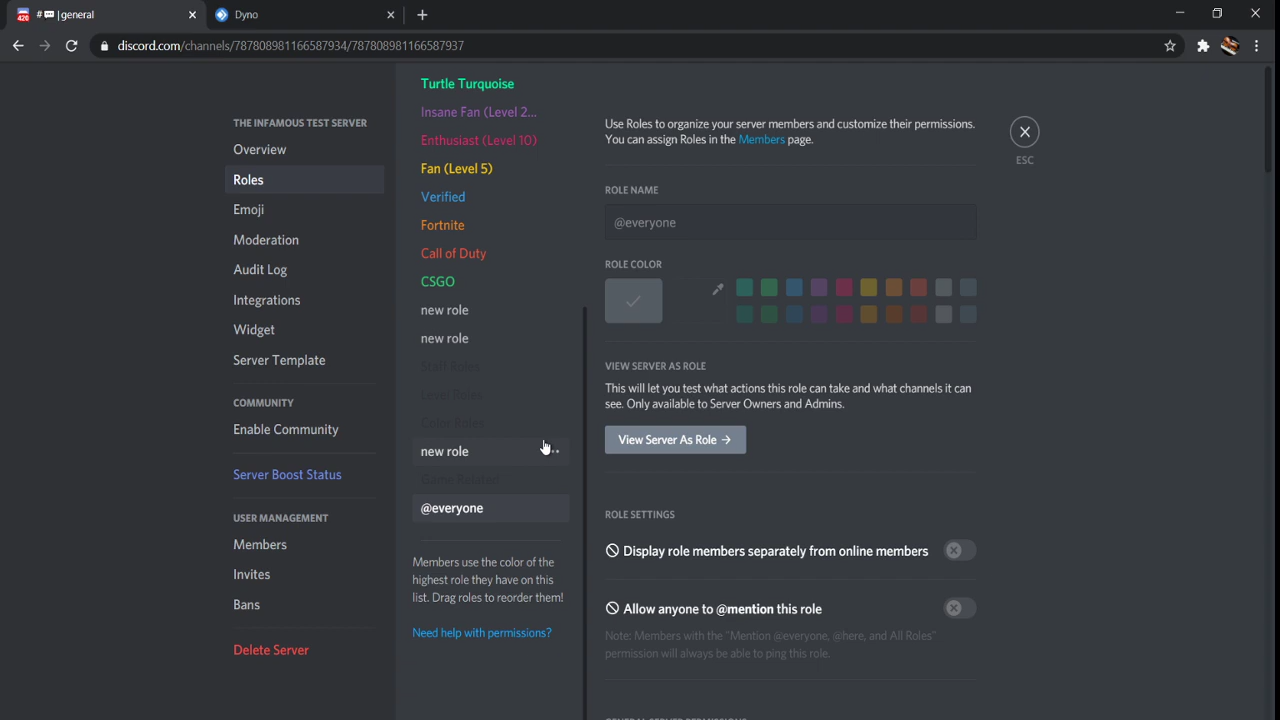 # |general
Dyno
discord.com/channels/787808981166587934/787808981166587937
THE INFAMOUS TEST SERVER
Overview
Roles
Emoji
Moderation
Audit Log
Integrations
Widget
Server Template
COMMUNITY
Enable Community
Server Boost Status
USER MANAGEMENT
Members
Invites
Bans
Delete Server
Turtle Turquoise
Insane Fan (Level 2...
Enthusiast (Level 10)
Fan (Level 5)
Verified
Fortnite
Call of Duty
CSGO
new role
new role
Staff Roles
Level Roles
Color Roles
new role
Game Related
@everyone
Members use the color of the
highest role they have on this
list. Drag roles to reorder them!
Need help with permissions?
Use Roles to organize your server members and customize their permissions.
You can assign Roles in the Members page.
ESC
ROLE NAME
@everyone
ROLE COLOR
VIEW SERVER AS ROLE
This will let you test what actions this role can take and what channels it can
see. Only available to Server Owners and Admins.
View Server As Role →
ROLE SETTINGS
Display role members separately from online members
Allow anyone to @mention this role
Note: Members with the "Mention @everyone, @here, and All Roles"
permission will always be able to ping this role.